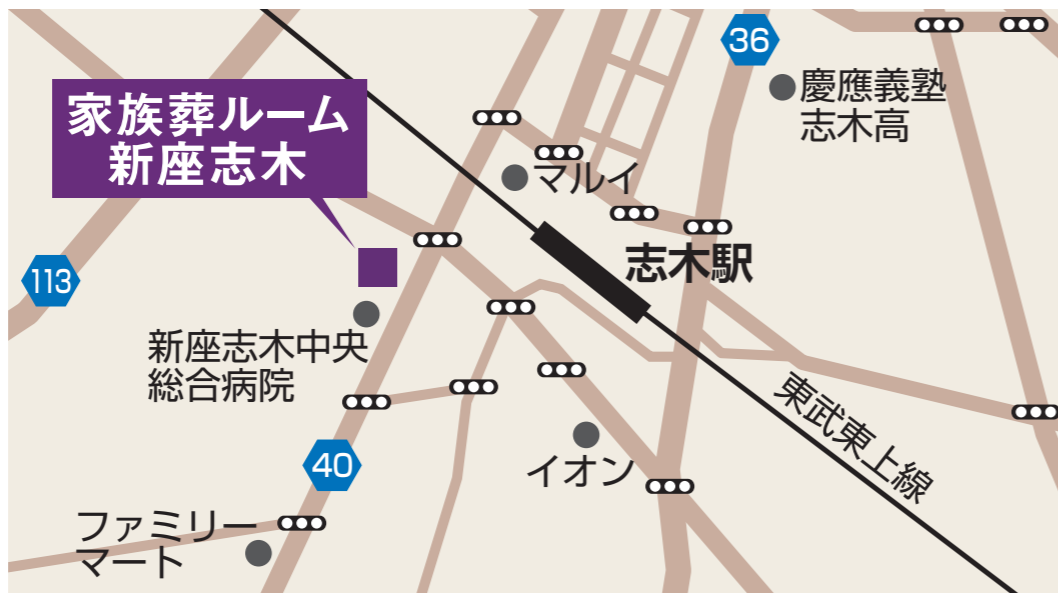 36
慶應義塾
志木高
家族葬ルーム
新座志木
マルイ
志木駅
113
新座志木中央
総合病院
東武東上線
イオン
40
ファミリー
マート